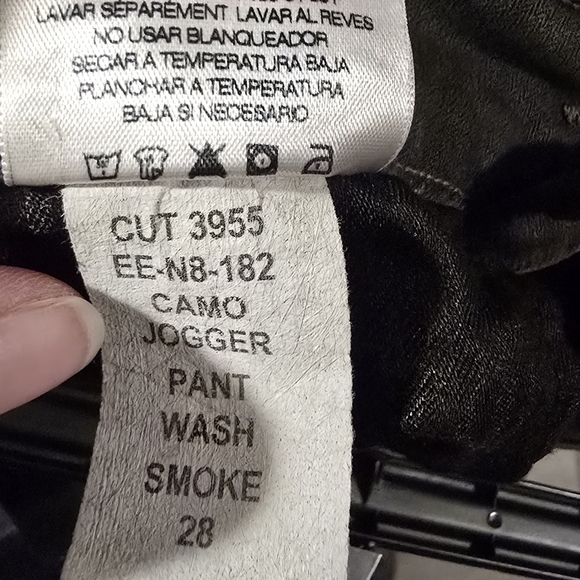 LAVAR SEPARÉMENT LAVAR AL REVES
NO USAR BLANQUEADOR
SECAR A TEMPERATURA BAJA
PLANCHAR A TEMPERATURA
BAJA SI NECESARIO
CUT 3955
EE-N8-182
CAMO
JOGGER
PANT
WASH
SMOKE
28